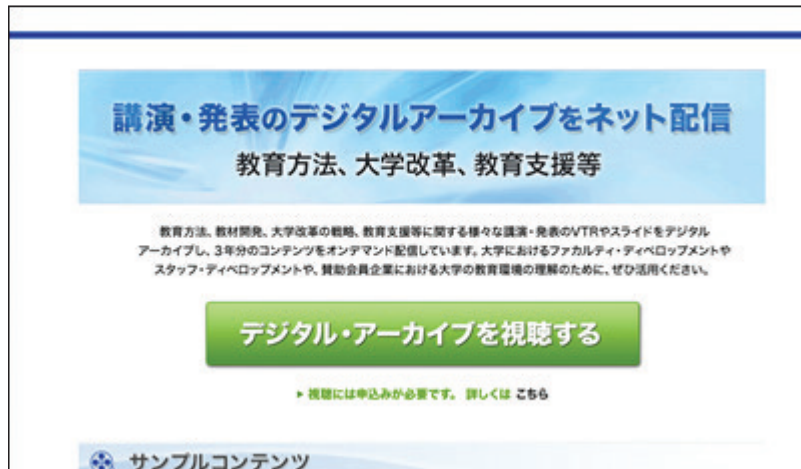 講演・発表のデジタルアーカイブをネット配信
教育方法、大学改革、教育支援等
教育方法、教材開発、大学改革の戦略、教育支援等に関する様々な講演・発表のVTRやスライドをデジタル
アーカイブし、3年分のコンテンツをオンデマンド配信しています。大学におけるファカルティ・ディベロップメントや
スタッフ・ディベロップメントや、賛助会員企業における大学の教育環境の理解のために、ぜひ活用ください。
デジタル・アーカイブを視聴する
▶ 視聴には申込みが必要です。 詳しくは こちら
サンプルコンテンツ